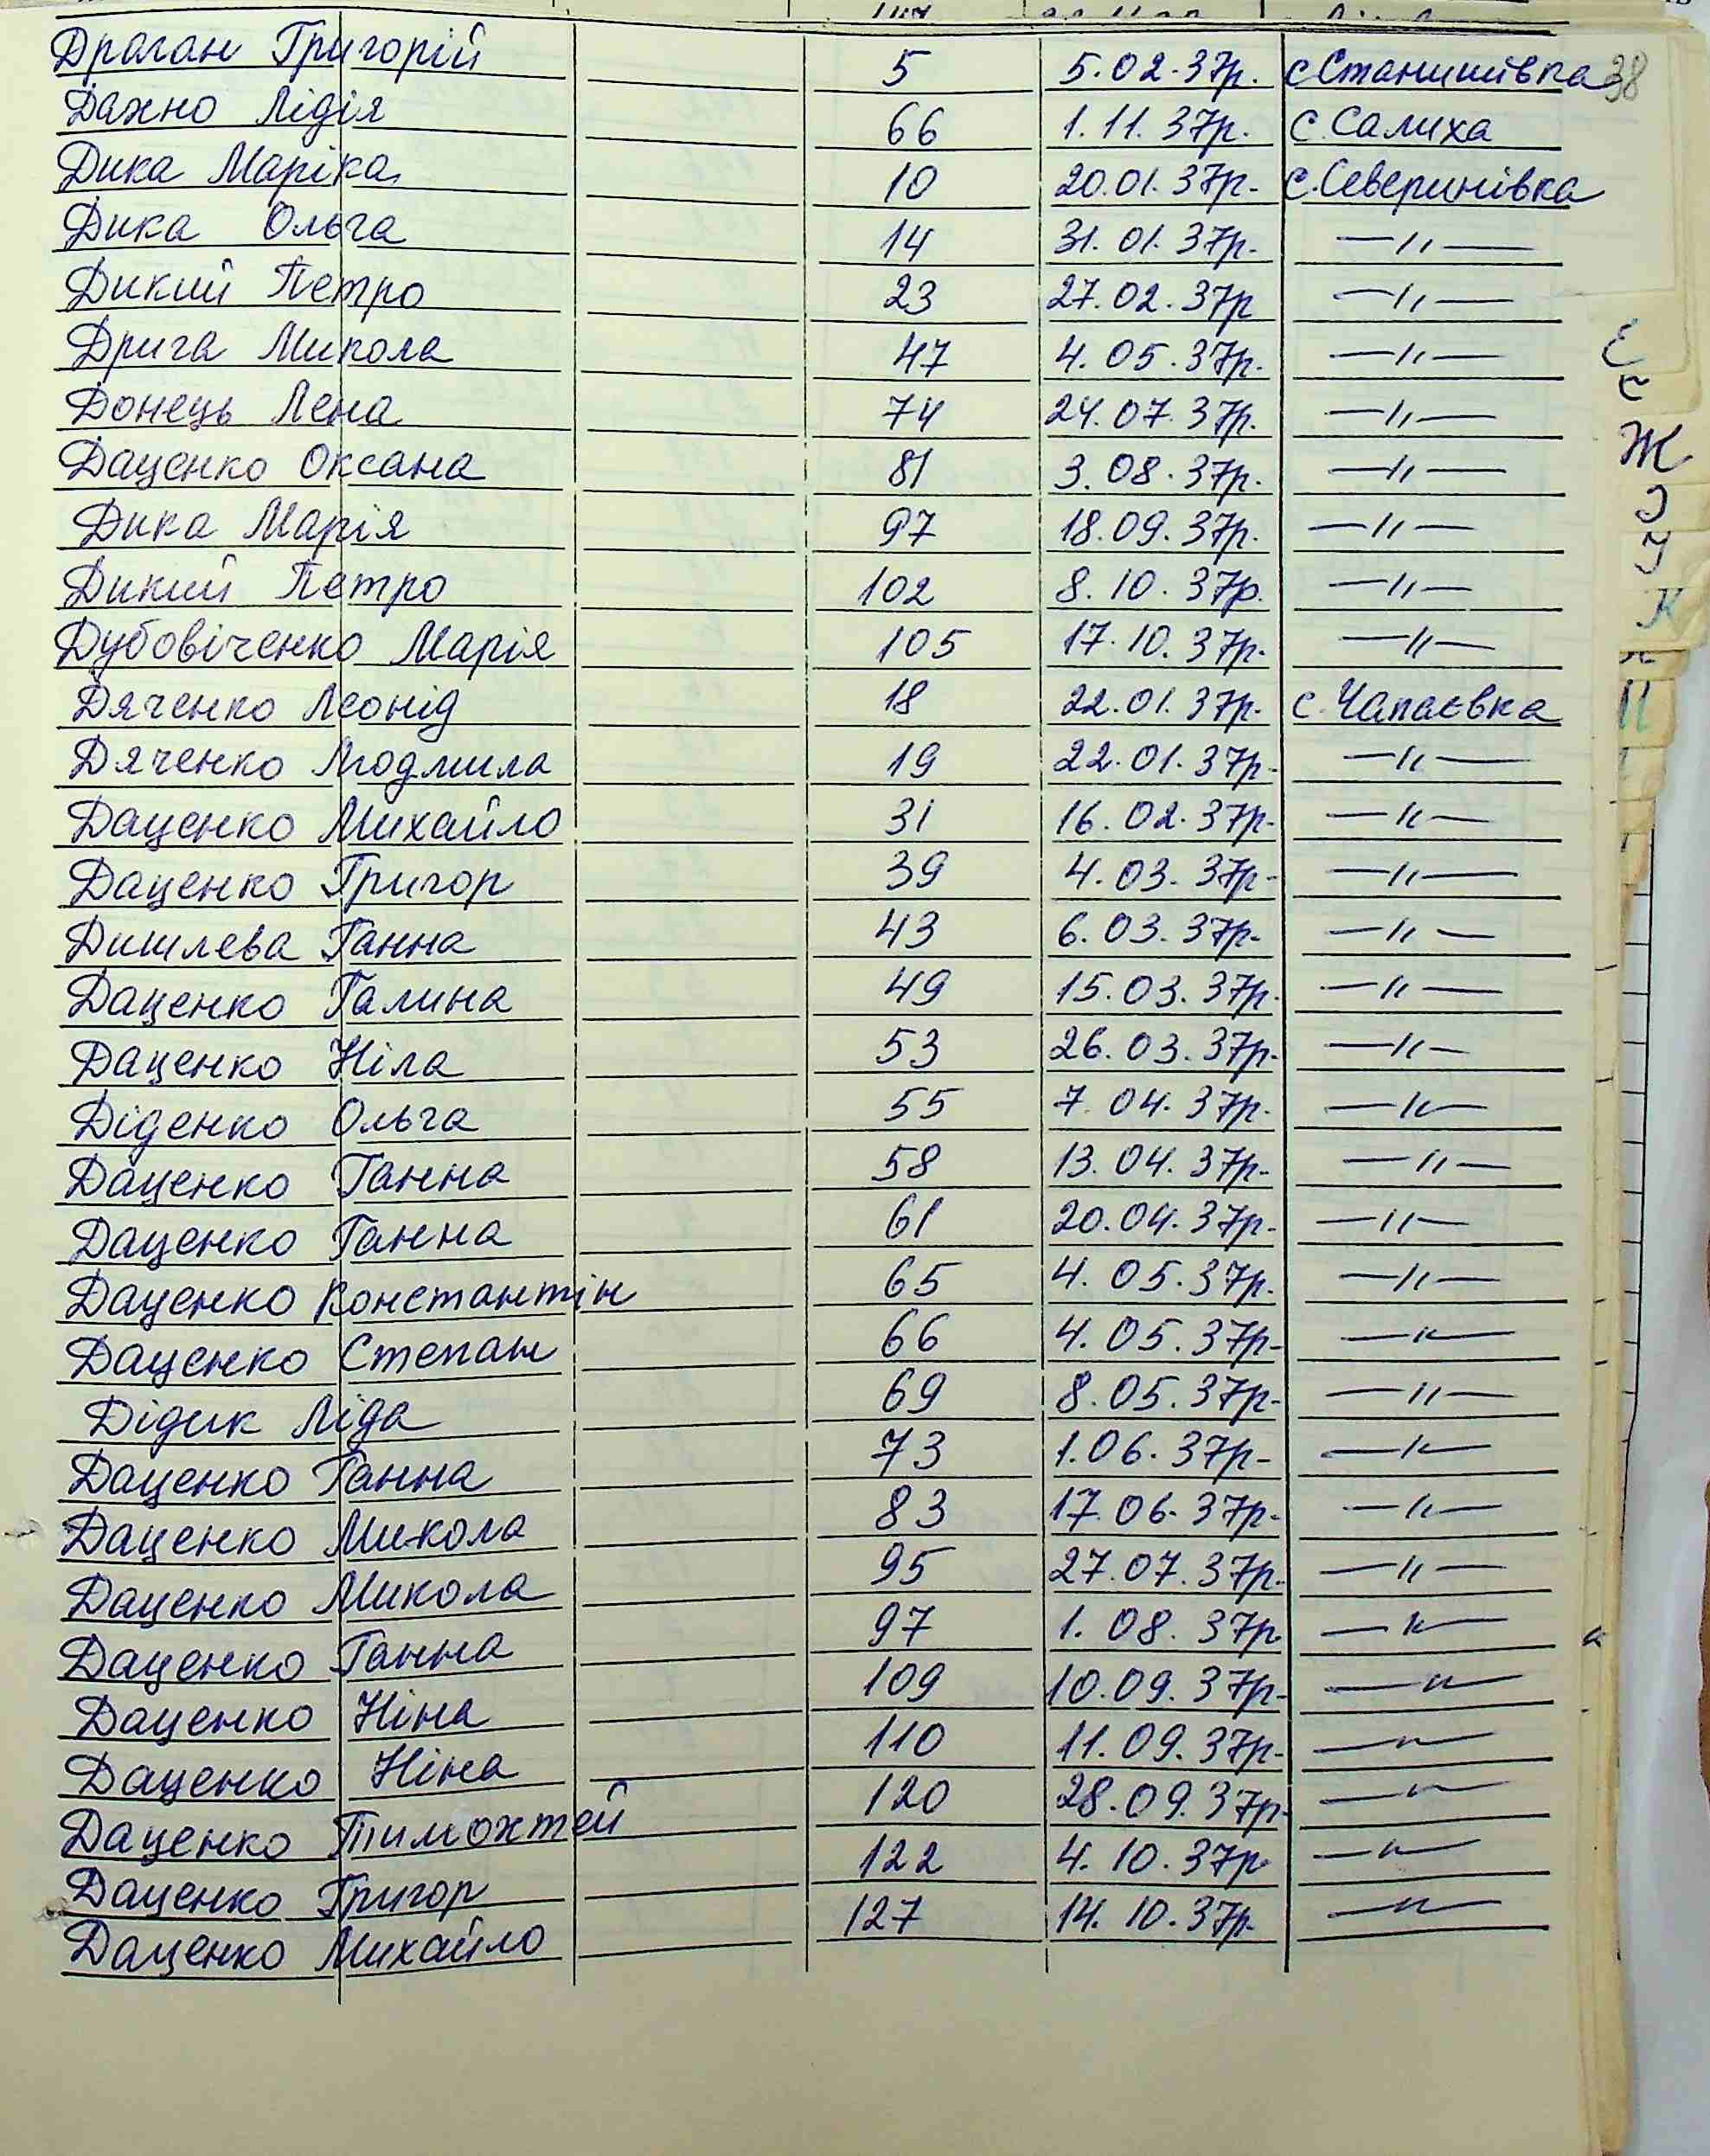 Драган Григорій 5 5.02.37р. с Станишівка 38
Дахно Лідія 66 1.11.37р. с. Салиха
Дика Маріка 10 20.01.37р. с. Северинівка
Дика Ольга 14 31.01.37р. —〃—
Дикий Петро 23 27.02.37р —〃—
Дрига Микола 47 4.05.37р. —〃—
Донець Лена 74 24.07.37р. —〃—
Даценко Оксана 81 3.08.37р. —〃—
Дика Марія 97 18.09.37р. —〃—
Дикий Петро 102 8.10.37р. —〃—
Дубовіченко Марія 105 17.10.37р. —〃—
Дяченко Леонід 18 22.01.37р. с. Чапаєвка
Дяченко Людмила 19 22.01.37р. —〃—
Даценко Михайло 31 16.02.37р. —〃—
Даценко Григор 39 4.03.37р. —〃—
Дишлева Ганна 43 6.03.37р. —〃—
Даценко Галина 49 15.03.37р. —〃—
Даценко Ніла 53 26.03.37р. —〃—
Діденко Ольга 55 7.04.37р. —〃—
Даценко Ганна 58 13.04.37р. —〃—
Даценко Ганна 61 20.04.37р. —〃—
Даценко Константін 65 4.05.37р. —〃—
Даценко Степан 66 4.05.37р. —〃—
Дідик Ліда 69 8.05.37р. —〃—
Даценко Ганна 73 1.06.37р. —〃—
Даценко Микола 83 17.06.37р. —〃—
Даценко Микола 95 27.07.37р. —〃—
Даценко Ганна 97 1.08.37р —〃—
Даценко Ніна 109 10.09.37р. —〃—
Даценко Ніна 110 11.09.37р. —〃—
Даценко Тимохтей 120 28.09.37р. —〃—
Даценко Григор 122 4.10.37р —〃—
Даценко Михайло 127 14.10.37р. —〃—
Є
Ж
К